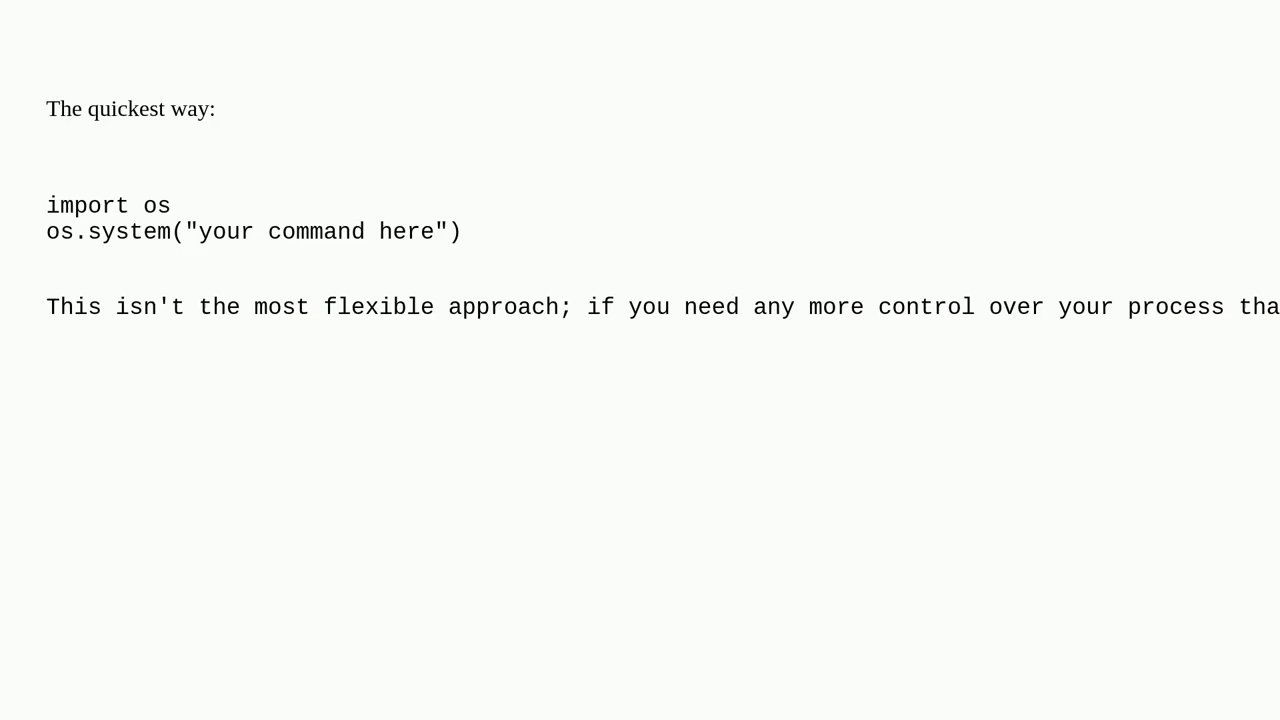 The quickest way:
import os
os.system("your command here")
This isn't the most flexible approach; if you need any more control over your process